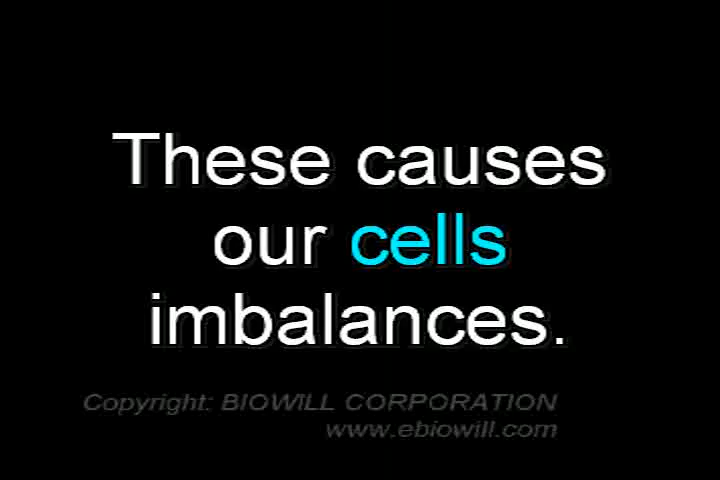 These causes
our cells
imbalances.
Copyright: BIOWILL CORPORATION
www.ebiowill.com